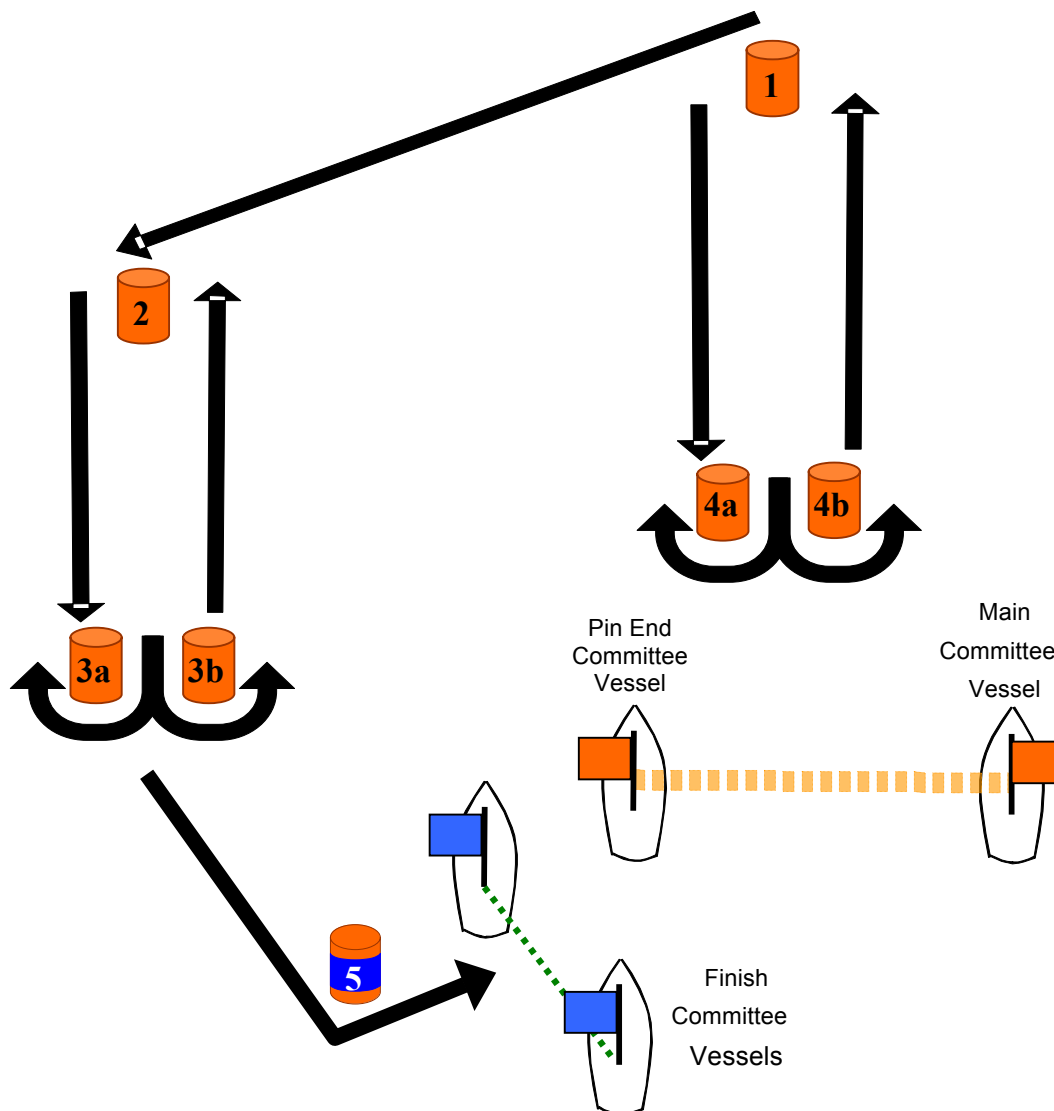 1
2
4a
4b
3a
3b
Pin End
Committee
Vessel
Main
Committee
Vessel
5
Finish
Committee
Vessels